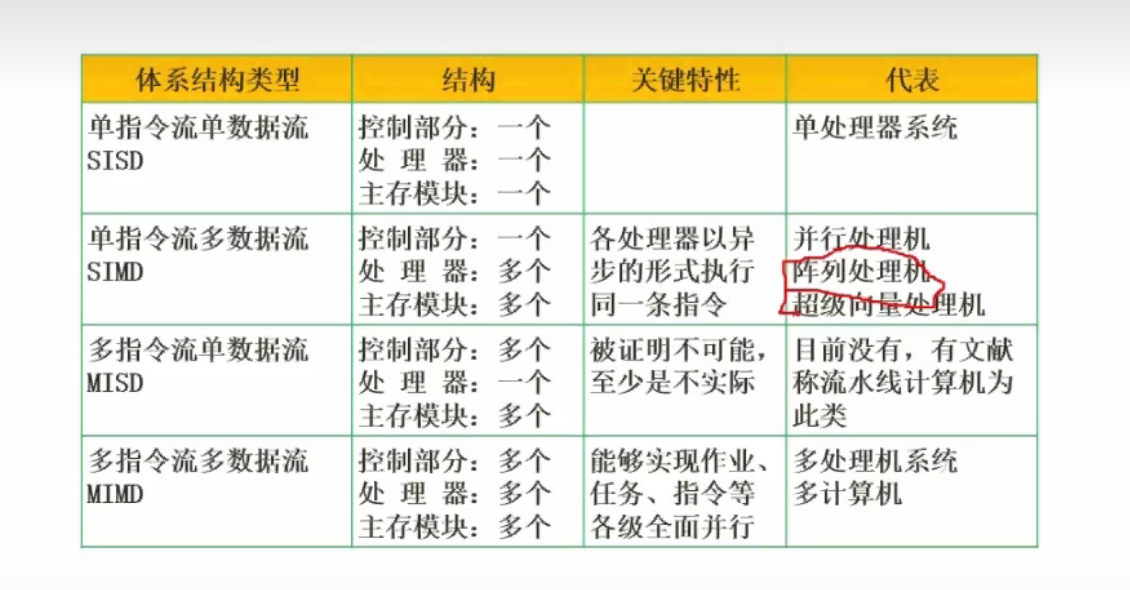 体系结构类型 结构 关键特性 代表
单指令流单数据流
SISD
控制部分：一个
处 理 器：一个
主存模块：一个
单处理器系统
单指令流多数据流
SIMD
控制部分：一个
处 理 器：多个
主存模块：多个
各处理器以异
步的形式执行
同一条指令
并行处理机
阵列处理机
超级向量处理机
多指令流单数据流
MISD
控制部分：多个
处 理 器：一个
主存模块：多个
被证明不可能，
至少是不实际
目前没有，有文献
称流水线计算机为
此类
多指令流多数据流
MIMD
控制部分：多个
处 理 器：多个
主存模块：多个
能够实现作业、
任务、指令等
各级全面并行
多处理机系统
多计算机